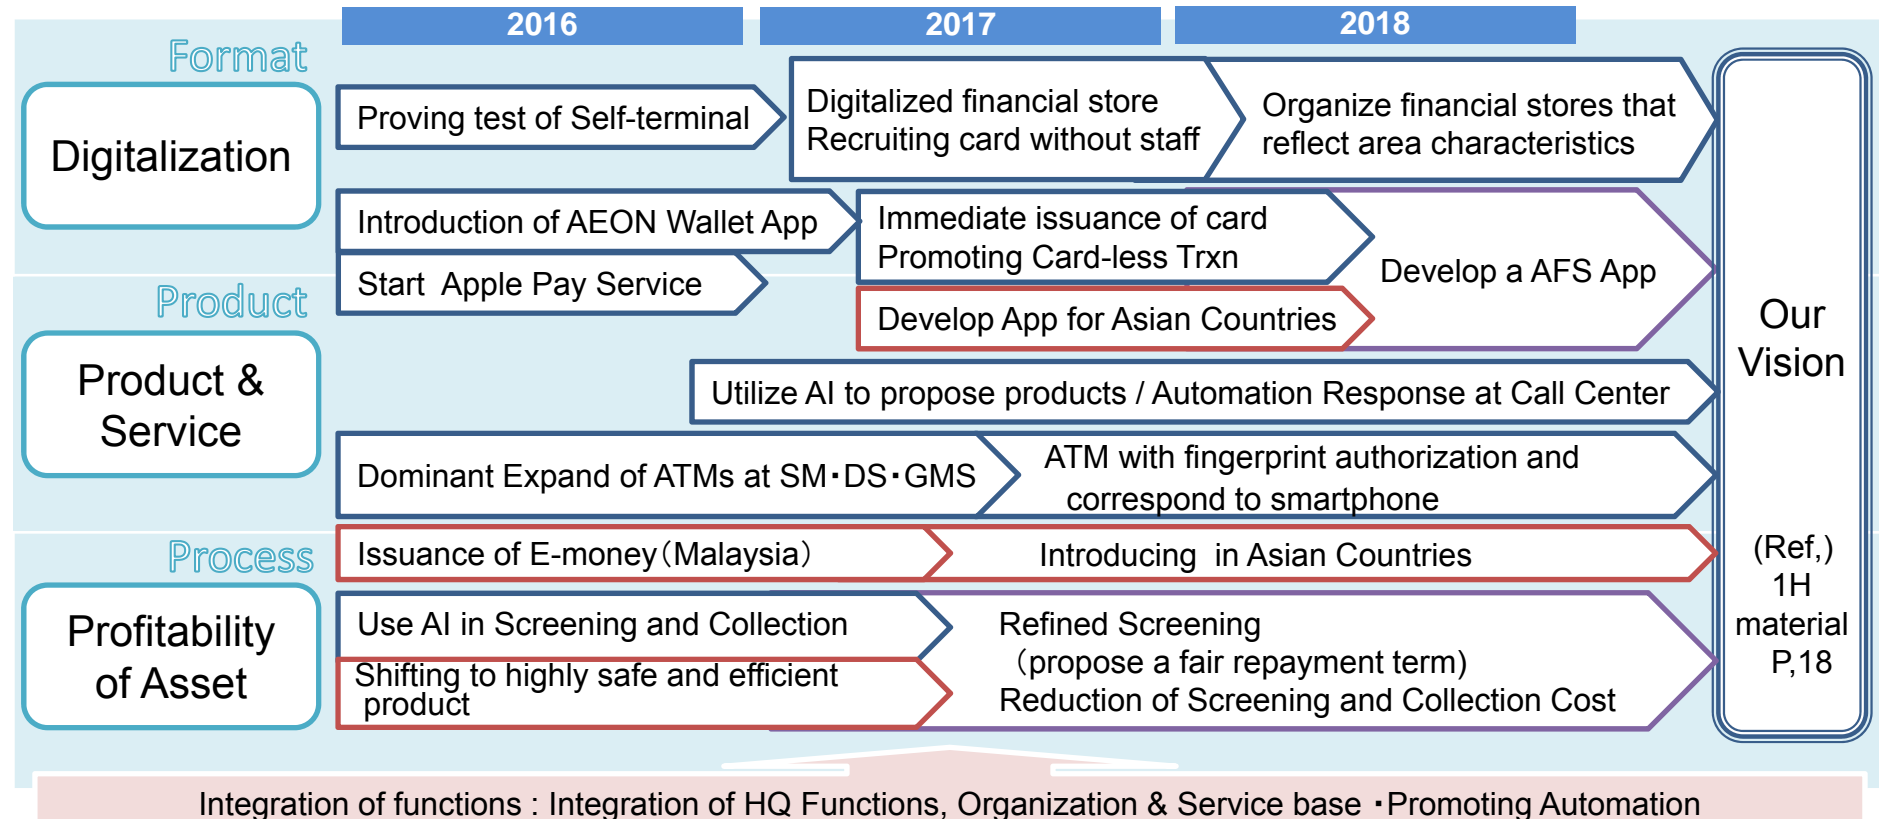 2016 2017 2018
Format
Digitalization
Proving test of Self-terminal
Digitalized financial store
Recruiting card without staff
Organize financial stores that
reflect area characteristics
Introduction of AEON Wallet App
Start Apple Pay Service
Immediate issuance of card
Promoting Card-less Trxn
Develop App for Asian Countries
Develop a AFS App
Product
Product &
Service
Utilize AI to propose products / Automation Response at Call Center
Dominant Expand of ATMs at SM・DS・GMS
ATM with fingerprint authorization and
correspond to smartphone
Issuance of E-money（Malaysia）
Introducing in Asian Countries
Process
Profitability
of Asset
Use AI in Screening and Collection
Shifting to highly safe and efficient
product
Refined Screening
（propose a fair repayment term)
Reduction of Screening and Collection Cost
Our
Vision
(Ref,)
1H
material
P,18
Integration of functions : Integration of HQ Functions, Organization & Service base ・Promoting Automation